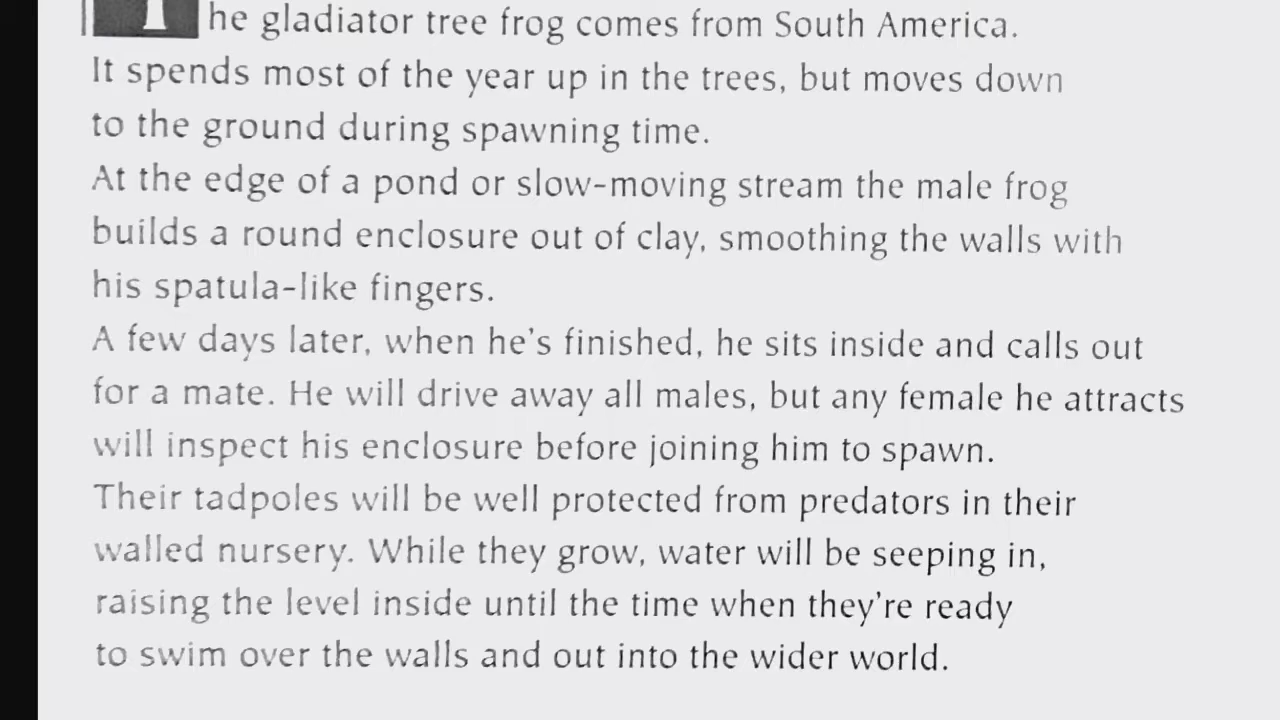 The gladiator tree frog comes from South America.
It spends most of the year up in the trees, but moves down
to the ground during spawning time.
At the edge of a pond or slow-moving stream the male frog
builds a round enclosure out of clay, smoothing the walls with
his spatula-like fingers.
A few days later, when he's finished, he sits inside and calls out
for a mate. He will drive away all males, but any female he attracts
will inspect his enclosure before joining him to spawn.
Their tadpoles will be well protected from predators in their
walled nursery. While they grow, water will be seeping in,
raising the level inside until the time when they're ready
to swim over the walls and out into the wider world.